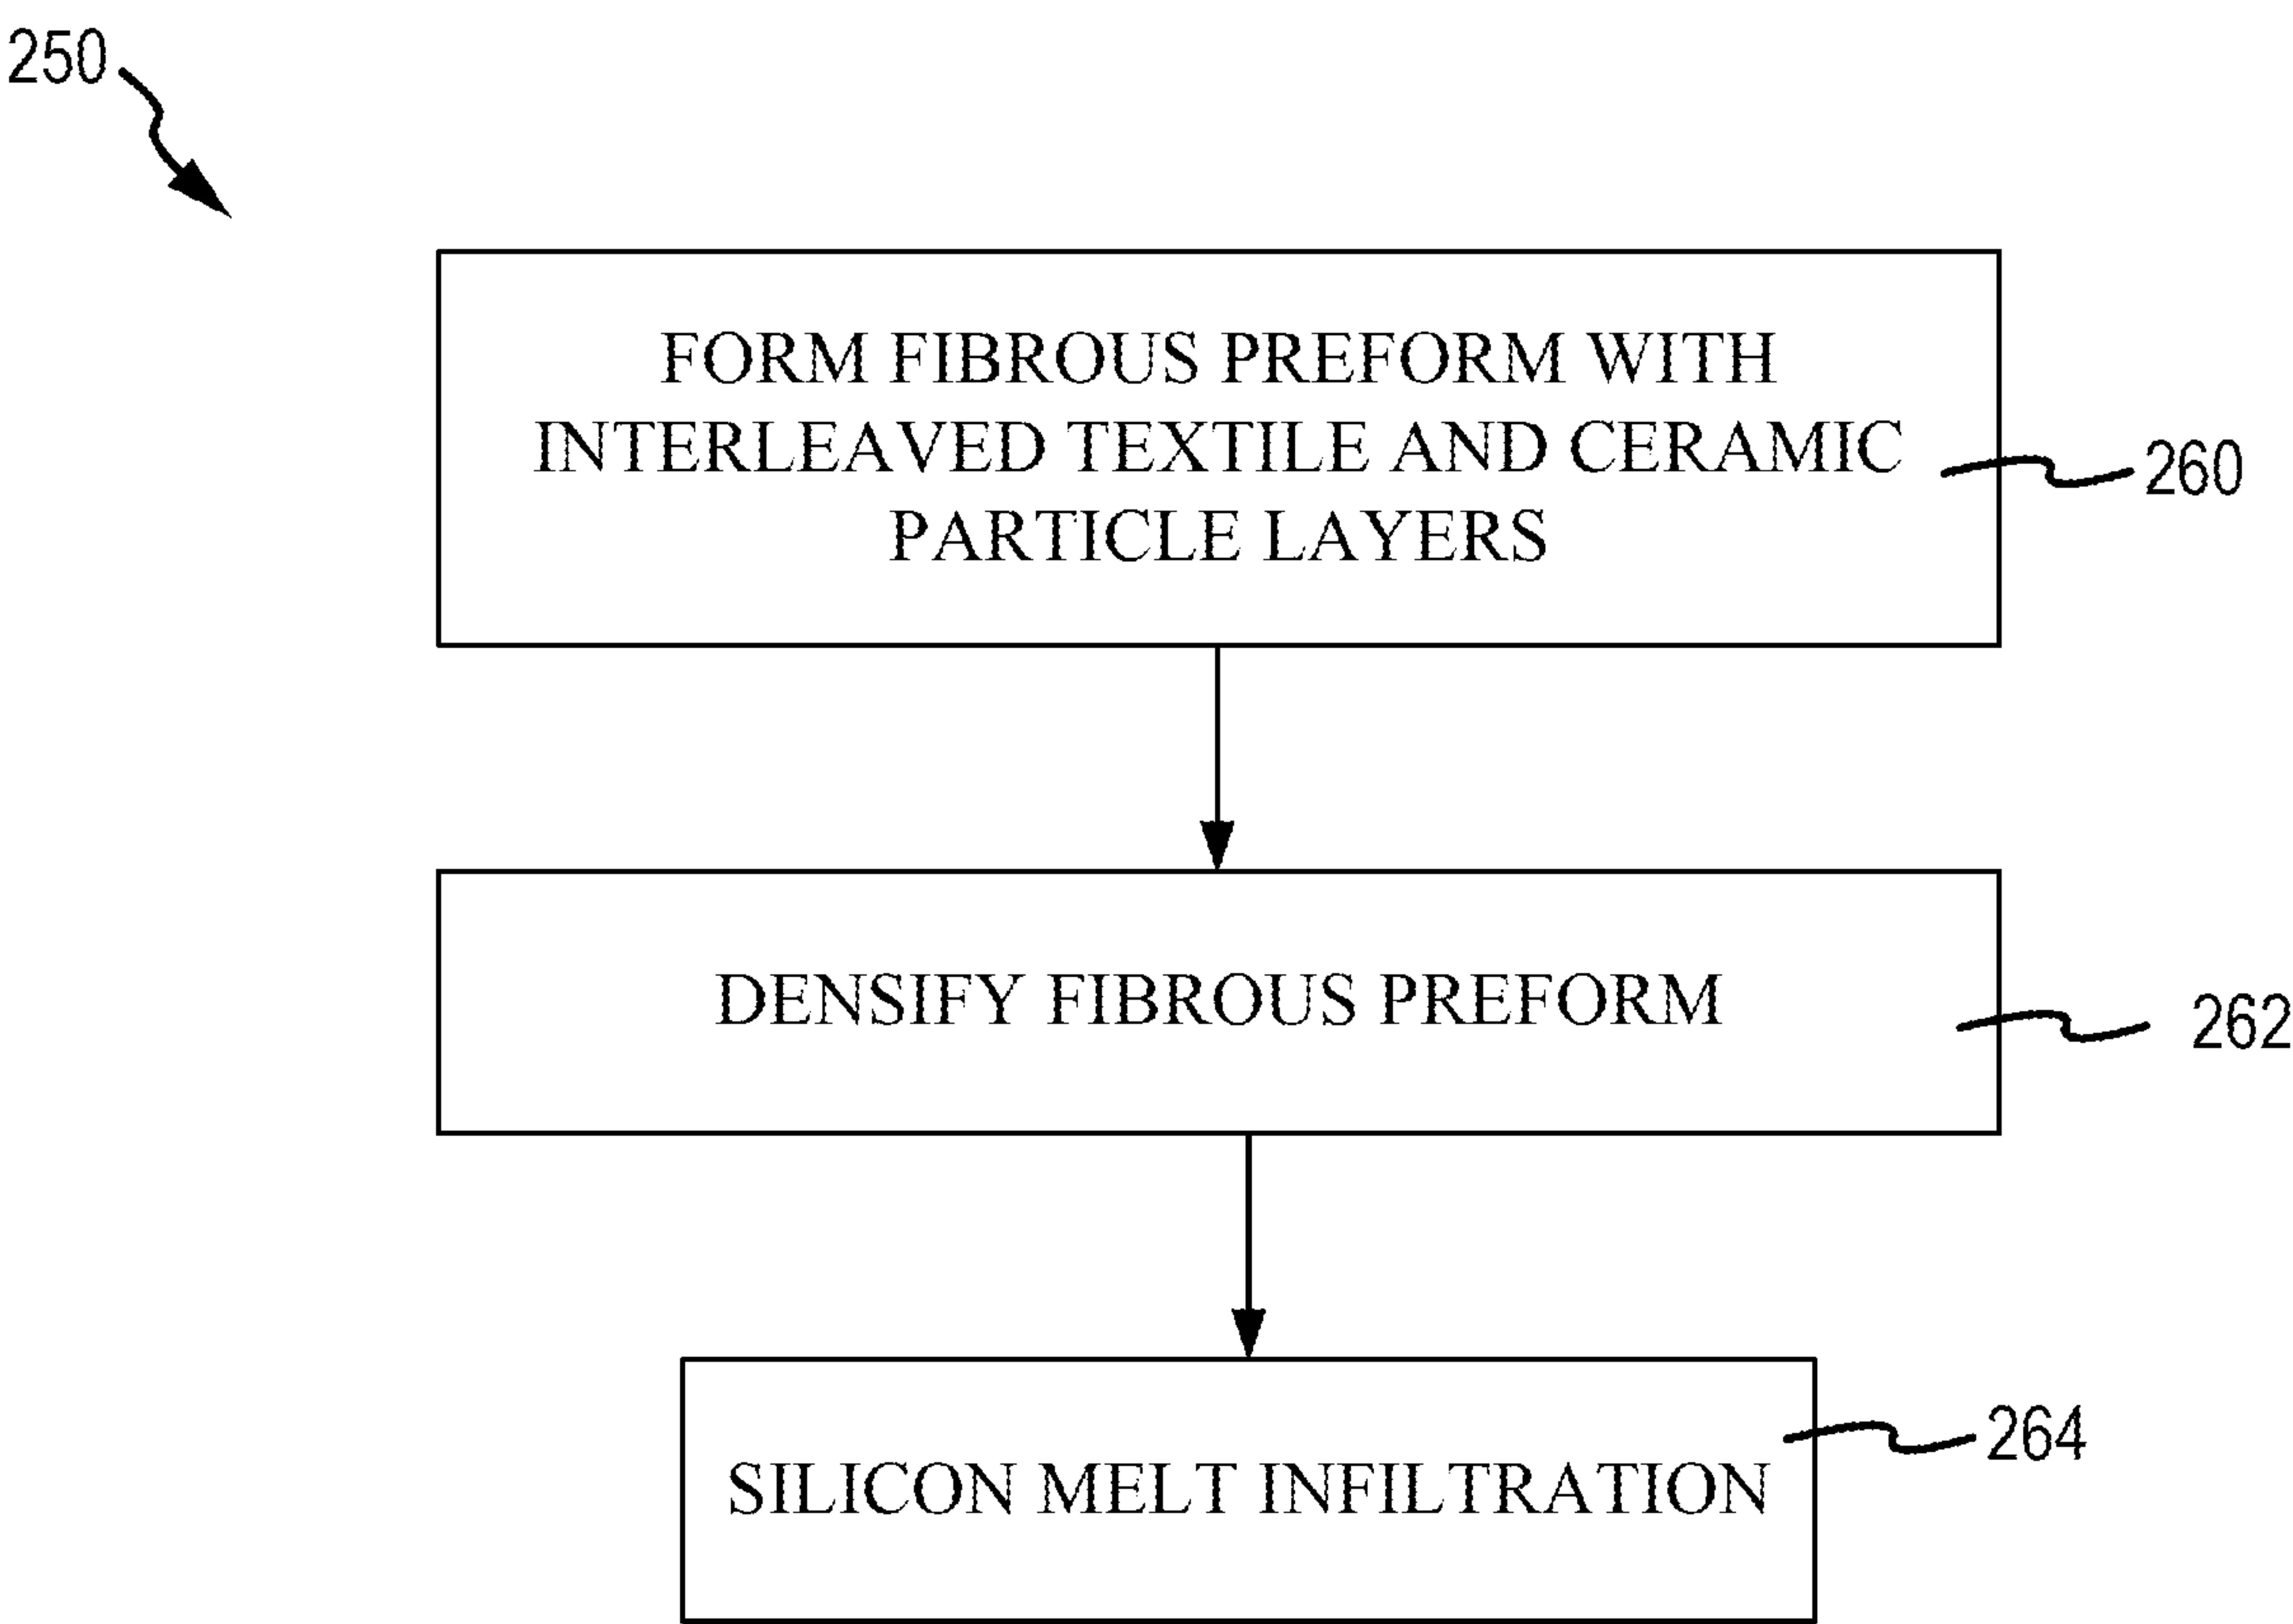 250
FORM FIBROUS PREFORM WITH
INTERLEAVED TEXTILE AND CERAMIC
PARTICLE LAYERS
260
DENSIFY FIBROUS PREFORM
262
SILICON MELT INFILTRATION
264